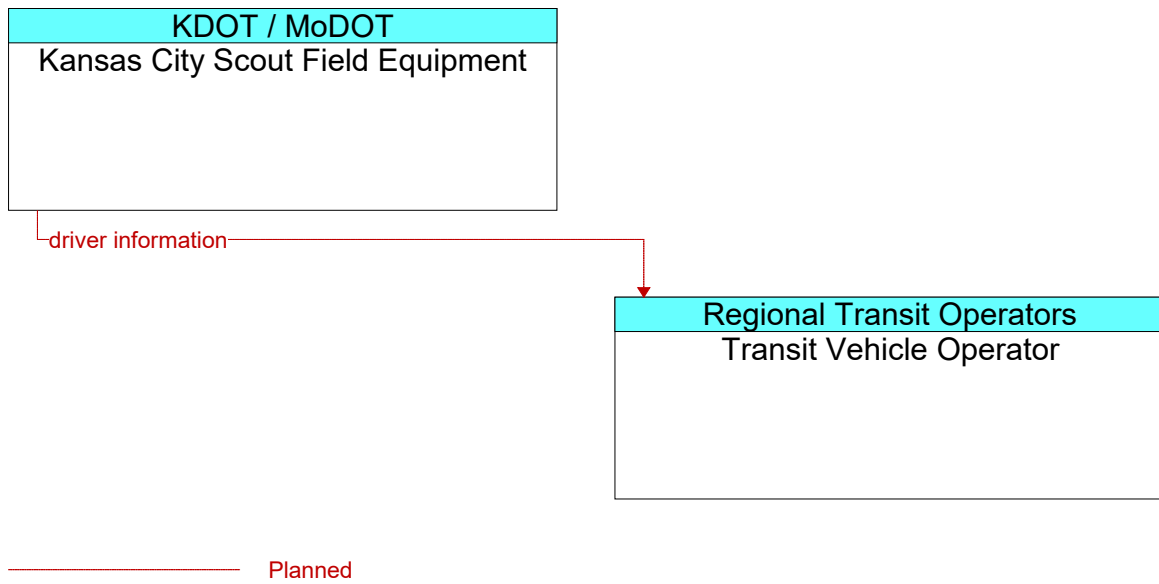 KDOT / MoDOT
Kansas City Scout Field Equipment
driver information
Regional Transit Operators
Transit Vehicle Operator
Planned